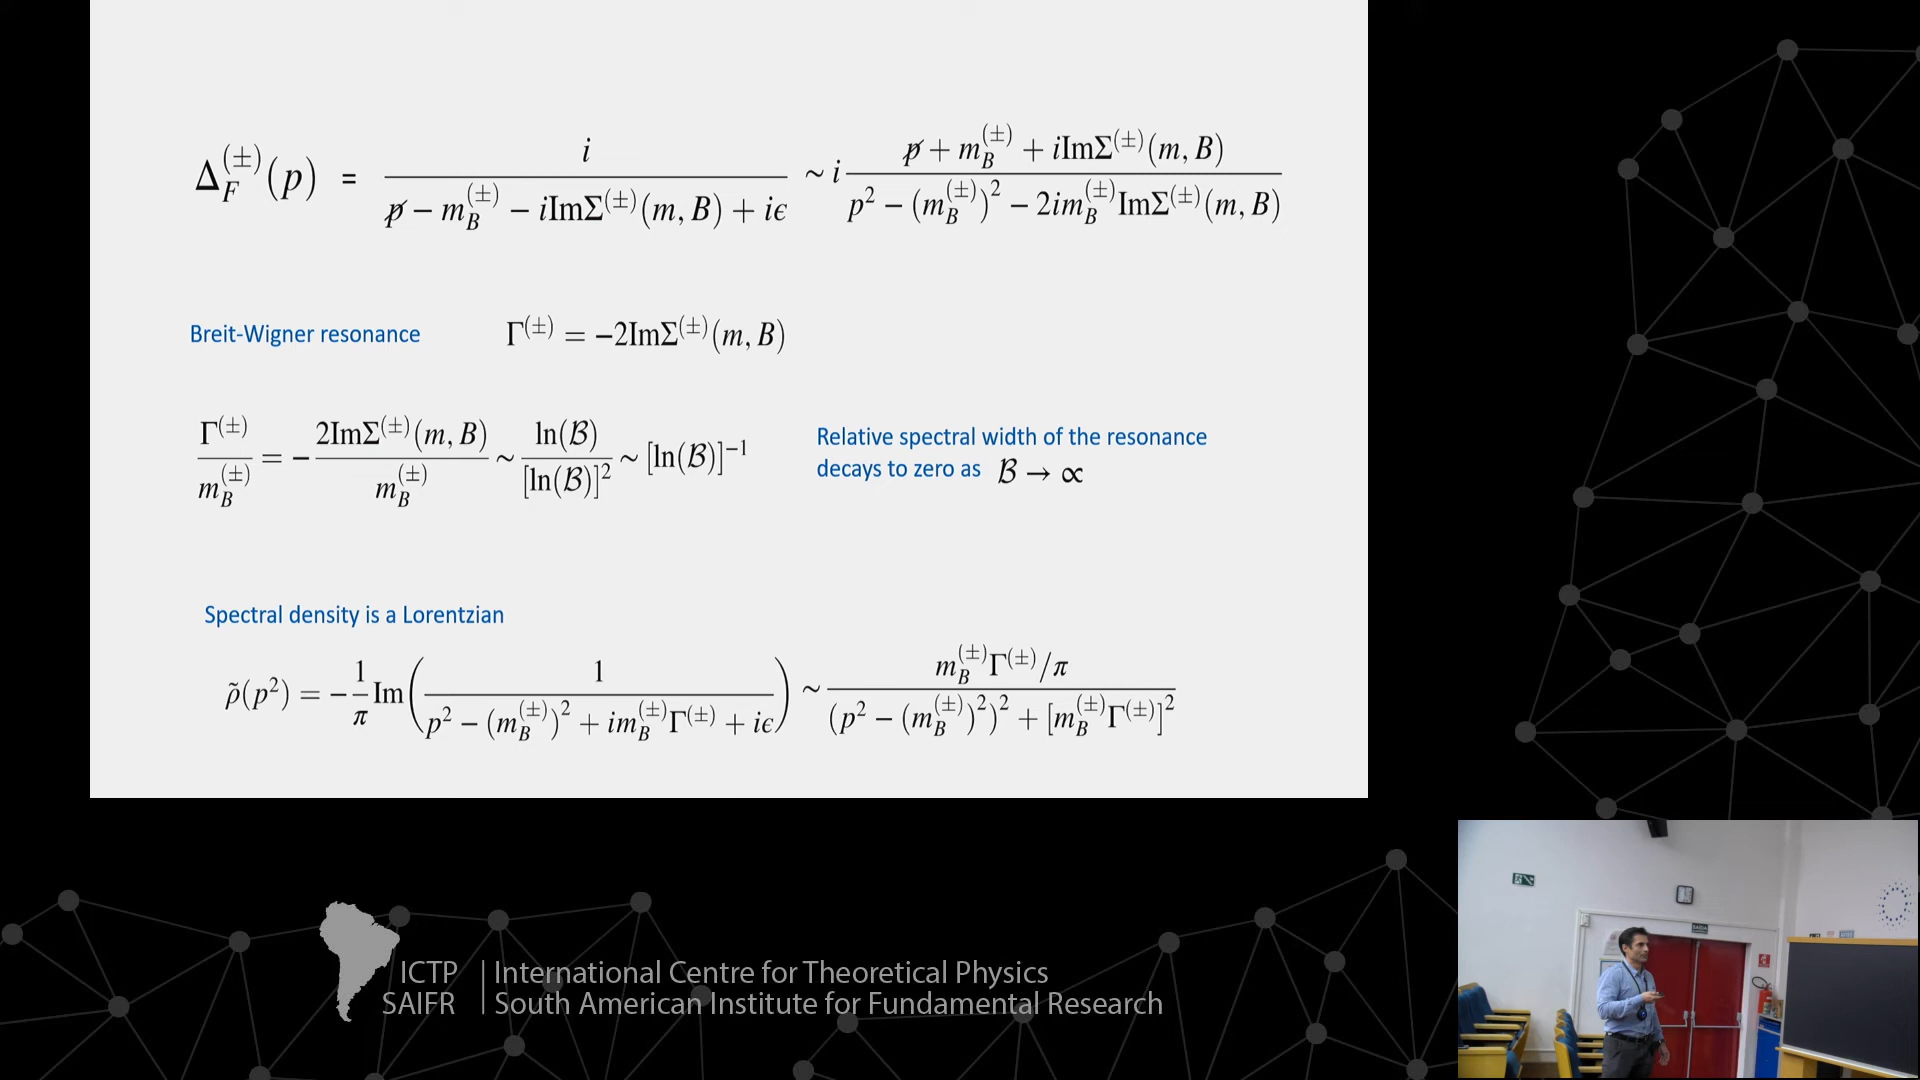 Δ_F^(±)(p) = i / (p̸ − m_B^(±) − iImΣ^(±)(m, B) + iϵ) ~ i (p̸ + m_B^(±) + iImΣ^(±)(m, B)) / (p² − (m_B^(±))² − 2im_B^(±)ImΣ^(±)(m, B))
Breit-Wigner resonance Γ^(±) = −2ImΣ^(±)(m, B)
Γ^(±) / m_B^(±) = − 2ImΣ^(±)(m, B) / m_B^(±) ~ ln(ℬ) / [ln(ℬ)]² ~ [ln(ℬ)]⁻¹
Relative spectral width of the resonance
decays to zero as ℬ → ∝
Spectral density is a Lorentzian
ρ̃(p²) = − 1/π Im( 1 / (p² − (m_B^(±))² + im_B^(±)Γ^(±) + iϵ) ) ~ (m_B^(±)Γ^(±)/π) / ((p² − (m_B^(±))²)² + [m_B^(±)Γ^(±)]²)
ICTP | International Centre for Theoretical Physics
SAIFR | South American Institute for Fundamental Research